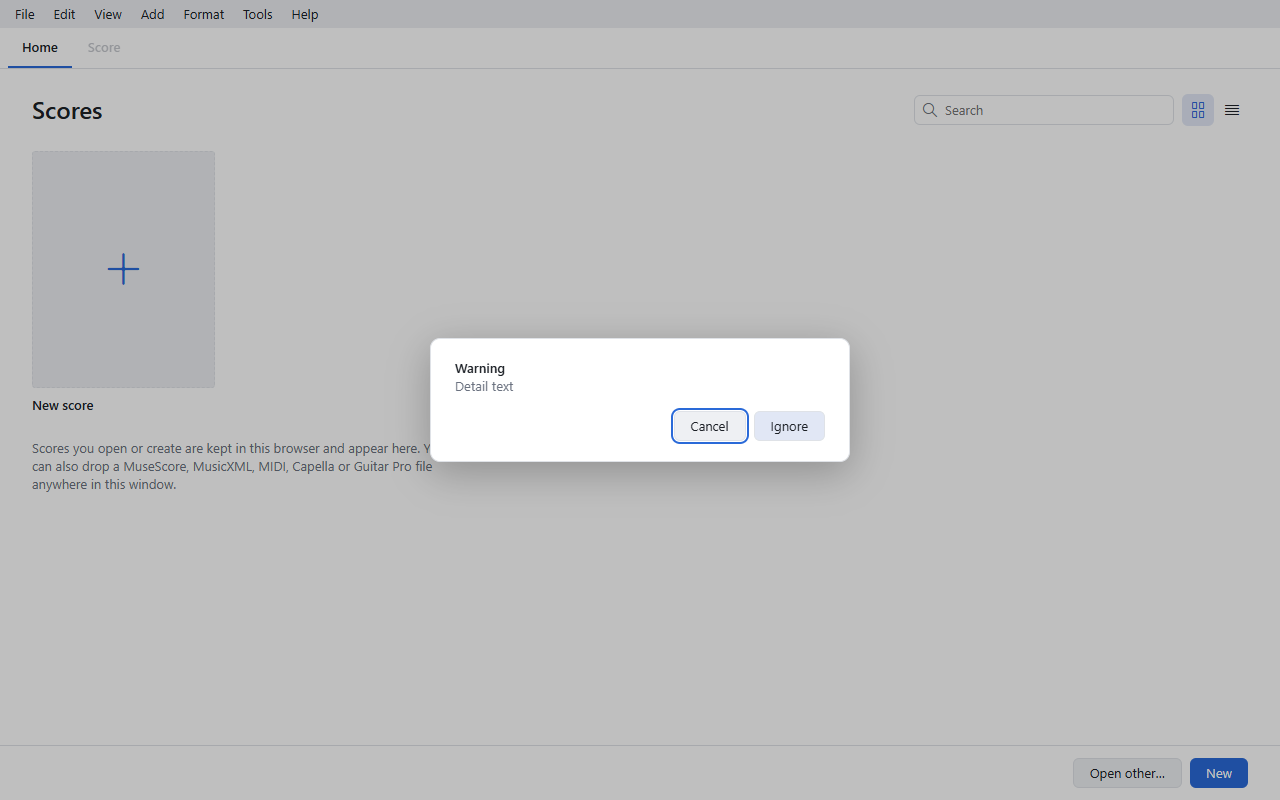 File Edit View Add Format Tools Help
Home Score
Scores
Search
New score
Scores you open or create are kept in this browser and appear here.
can also drop a MuseScore, MusicXML, MIDI, Capella or Guitar Pro file
anywhere in this window.
Warning
Detail text
Cancel Ignore
Open other... New